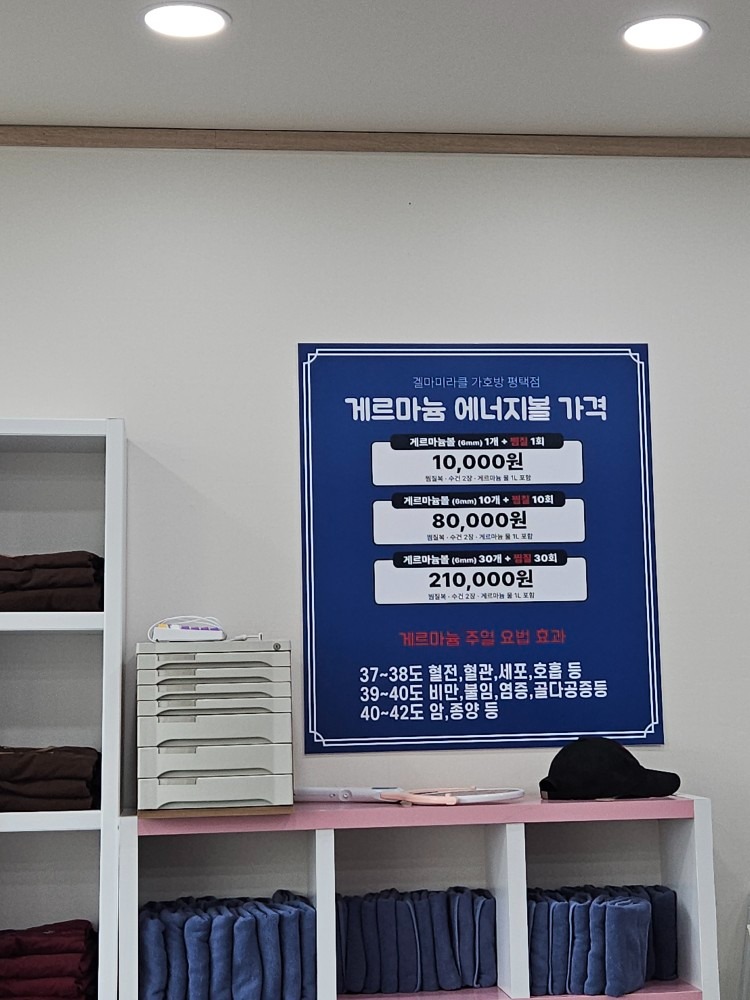 겔마미라클 가호방 평택점
게르마늄 에너지볼 가격
게르마늄볼 (6mm) 1개 + 찜질 1회
10,000원
찜질복 · 수건 2장 · 게르마늄 물 1L 포함
게르마늄볼 (6mm) 10개 + 찜질 10회
80,000원
찜질복 · 수건 2장 · 게르마늄 물 1L 포함
게르마늄볼 (6mm) 30개 + 찜질 30회
210,000원
찜질복 · 수건 2장 · 게르마늄 물 1L 포함
게르마늄 주열 요법 효과
37~38도 혈전,혈관,세포,호흡 등
39~40도 비만,불임,염증,골다공증등
40~42도 암,종양 등